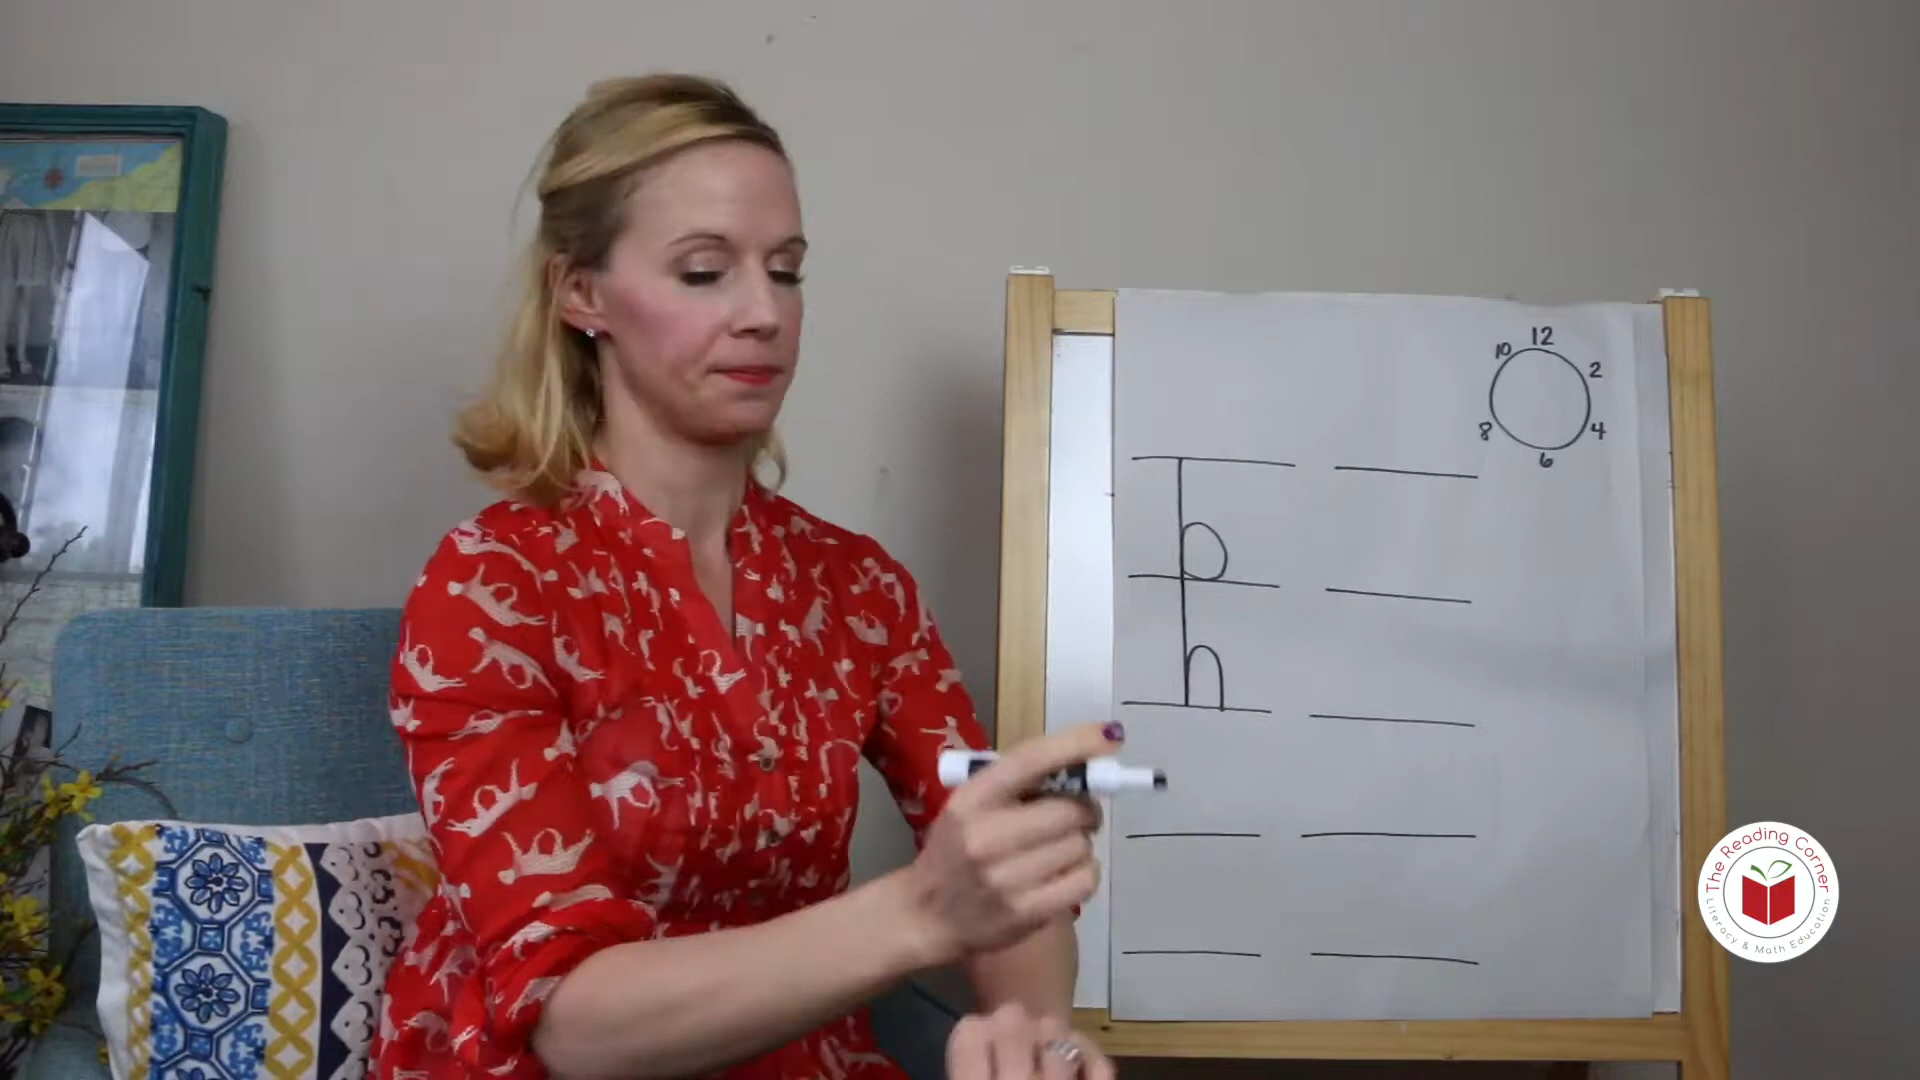 12
10 2
8 4
6
b
h
The Reading Corner
Literacy & Math Education